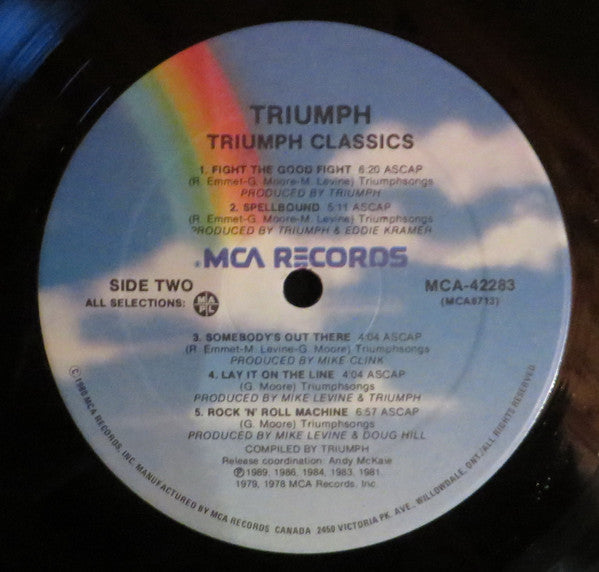 TRIUMPH
TRIUMPH CLASSICS
1. FIGHT THE GOOD FIGHT 6:20 ASCAP
(R. Emmet-G. Moore-M. Levine) Triumphsongs
PRODUCED BY TRIUMPH
2. SPELLBOUND 5:11 ASCAP
(R. Emmet-G. Moore-M. Levine) Triumphsongs
PRODUCED BY TRIUMPH & EDDIE KRAMER
MCA RECORDS
SIDE TWO
ALL SELECTIONS: MAPL
MCA-42283
(MCA8713)
3. SOMEBODY'S OUT THERE 4:04 ASCAP
(R. Emmet-M. Levine-G. Moore) Triumphsongs
PRODUCED BY MIKE CLINK
4. LAY IT ON THE LINE 4:04 ASCAP
(G. Moore) Triumphsongs
PRODUCED BY MIKE LEVINE & TRIUMPH
5. ROCK 'N' ROLL MACHINE 6:57 ASCAP
(G. Moore) Triumphsongs
PRODUCED BY MIKE LEVINE & DOUG HILL
COMPILED BY TRIUMPH
Release coordination: Andy McKaie
℗1989, 1986, 1984, 1983, 1981,
1979, 1978 MCA Records, Inc.
©1989 MCA RECORDS, INC. MANUFACTURED BY MCA RECORDS CANADA 2450 VICTORIA PK. AVE., WILLOWDALE, ONT./ALL RIGHTS RESERVED